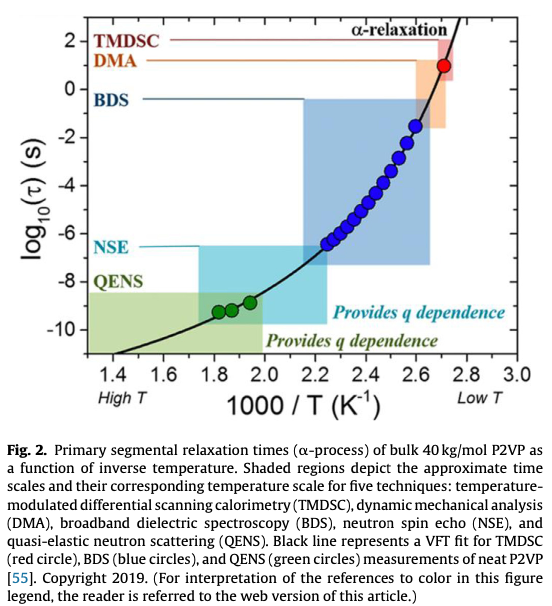 α-relaxation
TMDSC
DMA
BDS
NSE
QENS
Provides q dependence
Provides q dependence
log10(τ) (s)
2
0
-2
-4
-6
-8
-10
1.4 1.6 1.8 2.0 2.2 2.4 2.6 2.8 3.0
High T 1000 / T (K⁻¹) Low T
Fig. 2. Primary segmental relaxation times (α-process) of bulk 40 kg/mol P2VP as
a function of inverse temperature. Shaded regions depict the approximate time
scales and their corresponding temperature scale for five techniques: temperature-
modulated differential scanning calorimetry (TMDSC), dynamic mechanical analysis
(DMA), broadband dielectric spectroscopy (BDS), neutron spin echo (NSE), and
quasi-elastic neutron scattering (QENS). Black line represents a VFT fit for TMDSC
(red circle), BDS (blue circles), and QENS (green circles) measurements of neat P2VP
[55]. Copyright 2019. (For interpretation of the references to color in this figure
legend, the reader is referred to the web version of this article.)